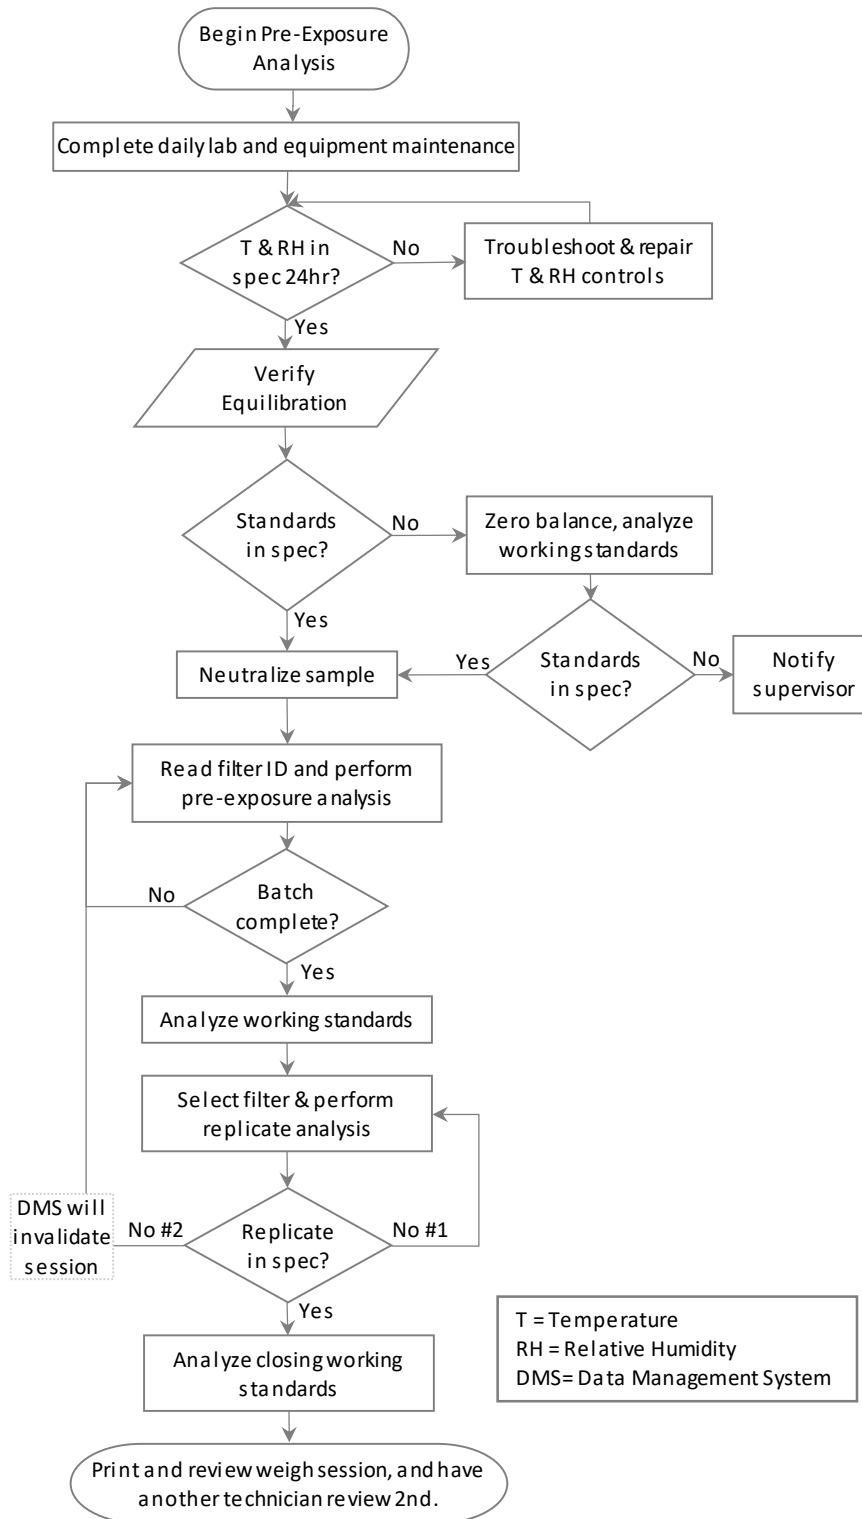 Begin Pre-Exposure
Analysis
Complete daily lab and equipment maintenance
T & RH in
spec 24hr?
No
Troubleshoot & repair
T & RH controls
Yes
Verify
Equilibration
Standards
in spec?
No
Zero balance, analyze
working standards
Yes
Neutralize sample
Yes
Standards
in spec?
No
Notify
supervisor
Read filter ID and perform
pre-exposure analysis
No
Batch
complete?
Yes
Analyze working standards
Select filter & perform
replicate analysis
DMS will
invalidate
session
No #2
Replicate
in spec?
No #1
Yes
Analyze closing working
standards
T = Temperature
RH = Relative Humidity
DMS= Data Management System
Print and review weigh session, and have
another technician review 2nd.